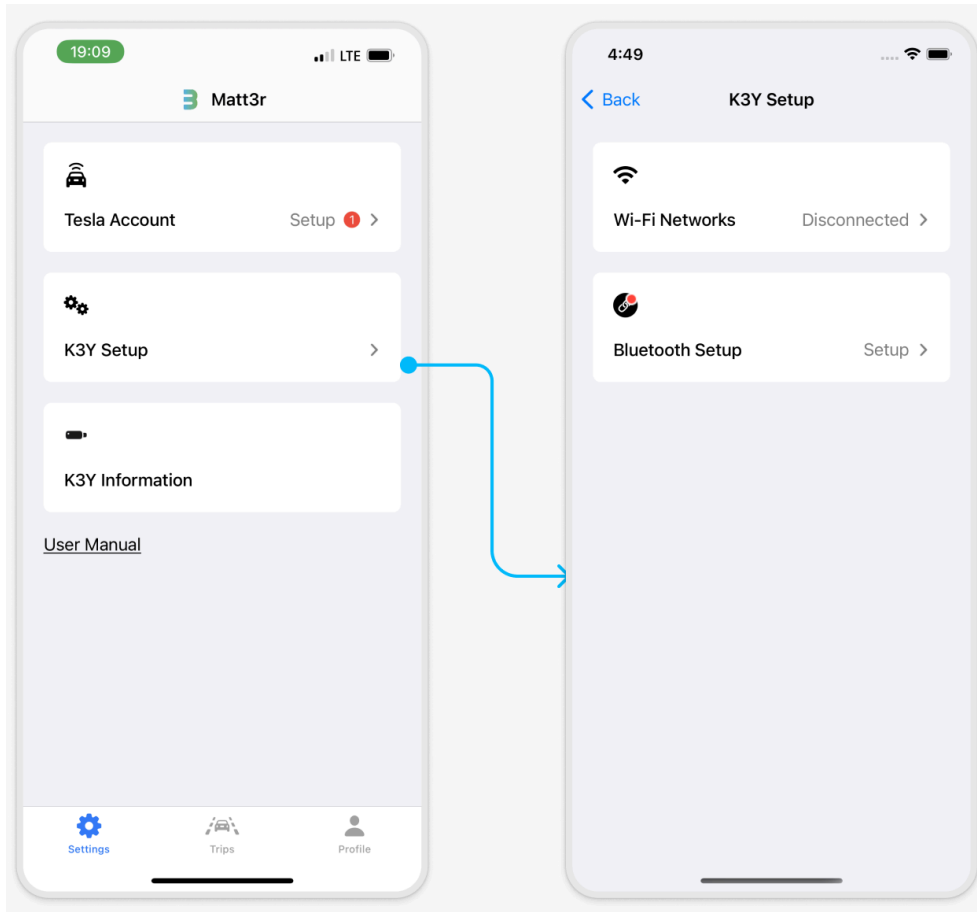 19:09
LTE
Matt3r
Tesla Account
Setup 1
K3Y Setup
K3Y Information
User Manual
Settings
Trips
Profile
4:49
Back
K3Y Setup
Wi-Fi Networks
Disconnected
Bluetooth Setup
Setup